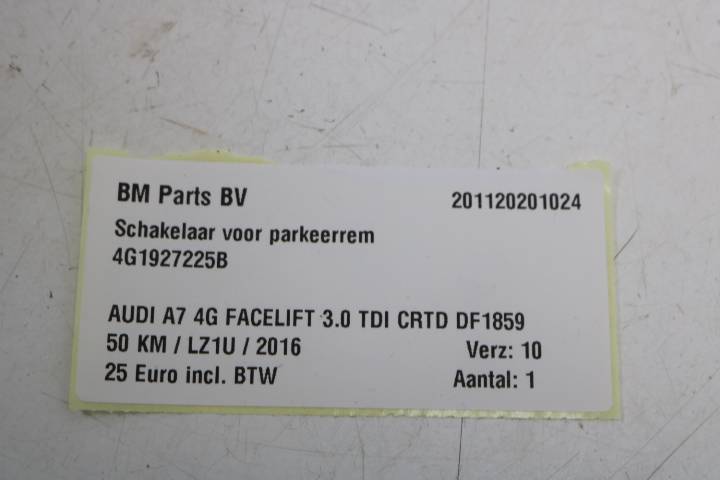 BM Parts BV 201120201024
Schakelaar voor parkeerrem
4G1927225B
AUDI A7 4G FACELIFT 3.0 TDI CRTD DF1859
50 KM / LZ1U / 2016 Verz: 10
25 Euro incl. BTW Aantal: 1